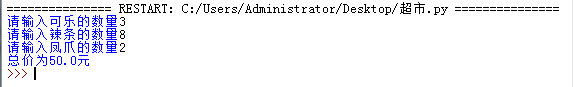 =============== RESTART: C:/Users/Administrator/Desktop/超市.py ===============
请输入可乐的数量3
请输入辣条的数量8
请输入凤爪的数量2
总价为50.0元
>>>